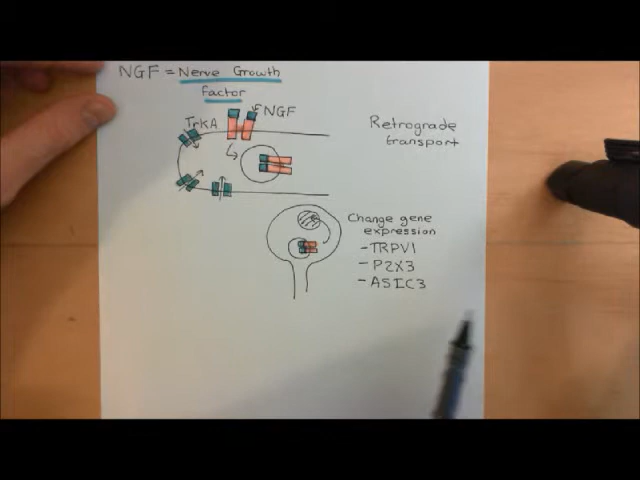 NGF = Nerve Growth
factor
NGF
TrkA
Retrograde
transport
Change gene
expression
- TRPV1
- P2X3
- ASIC3